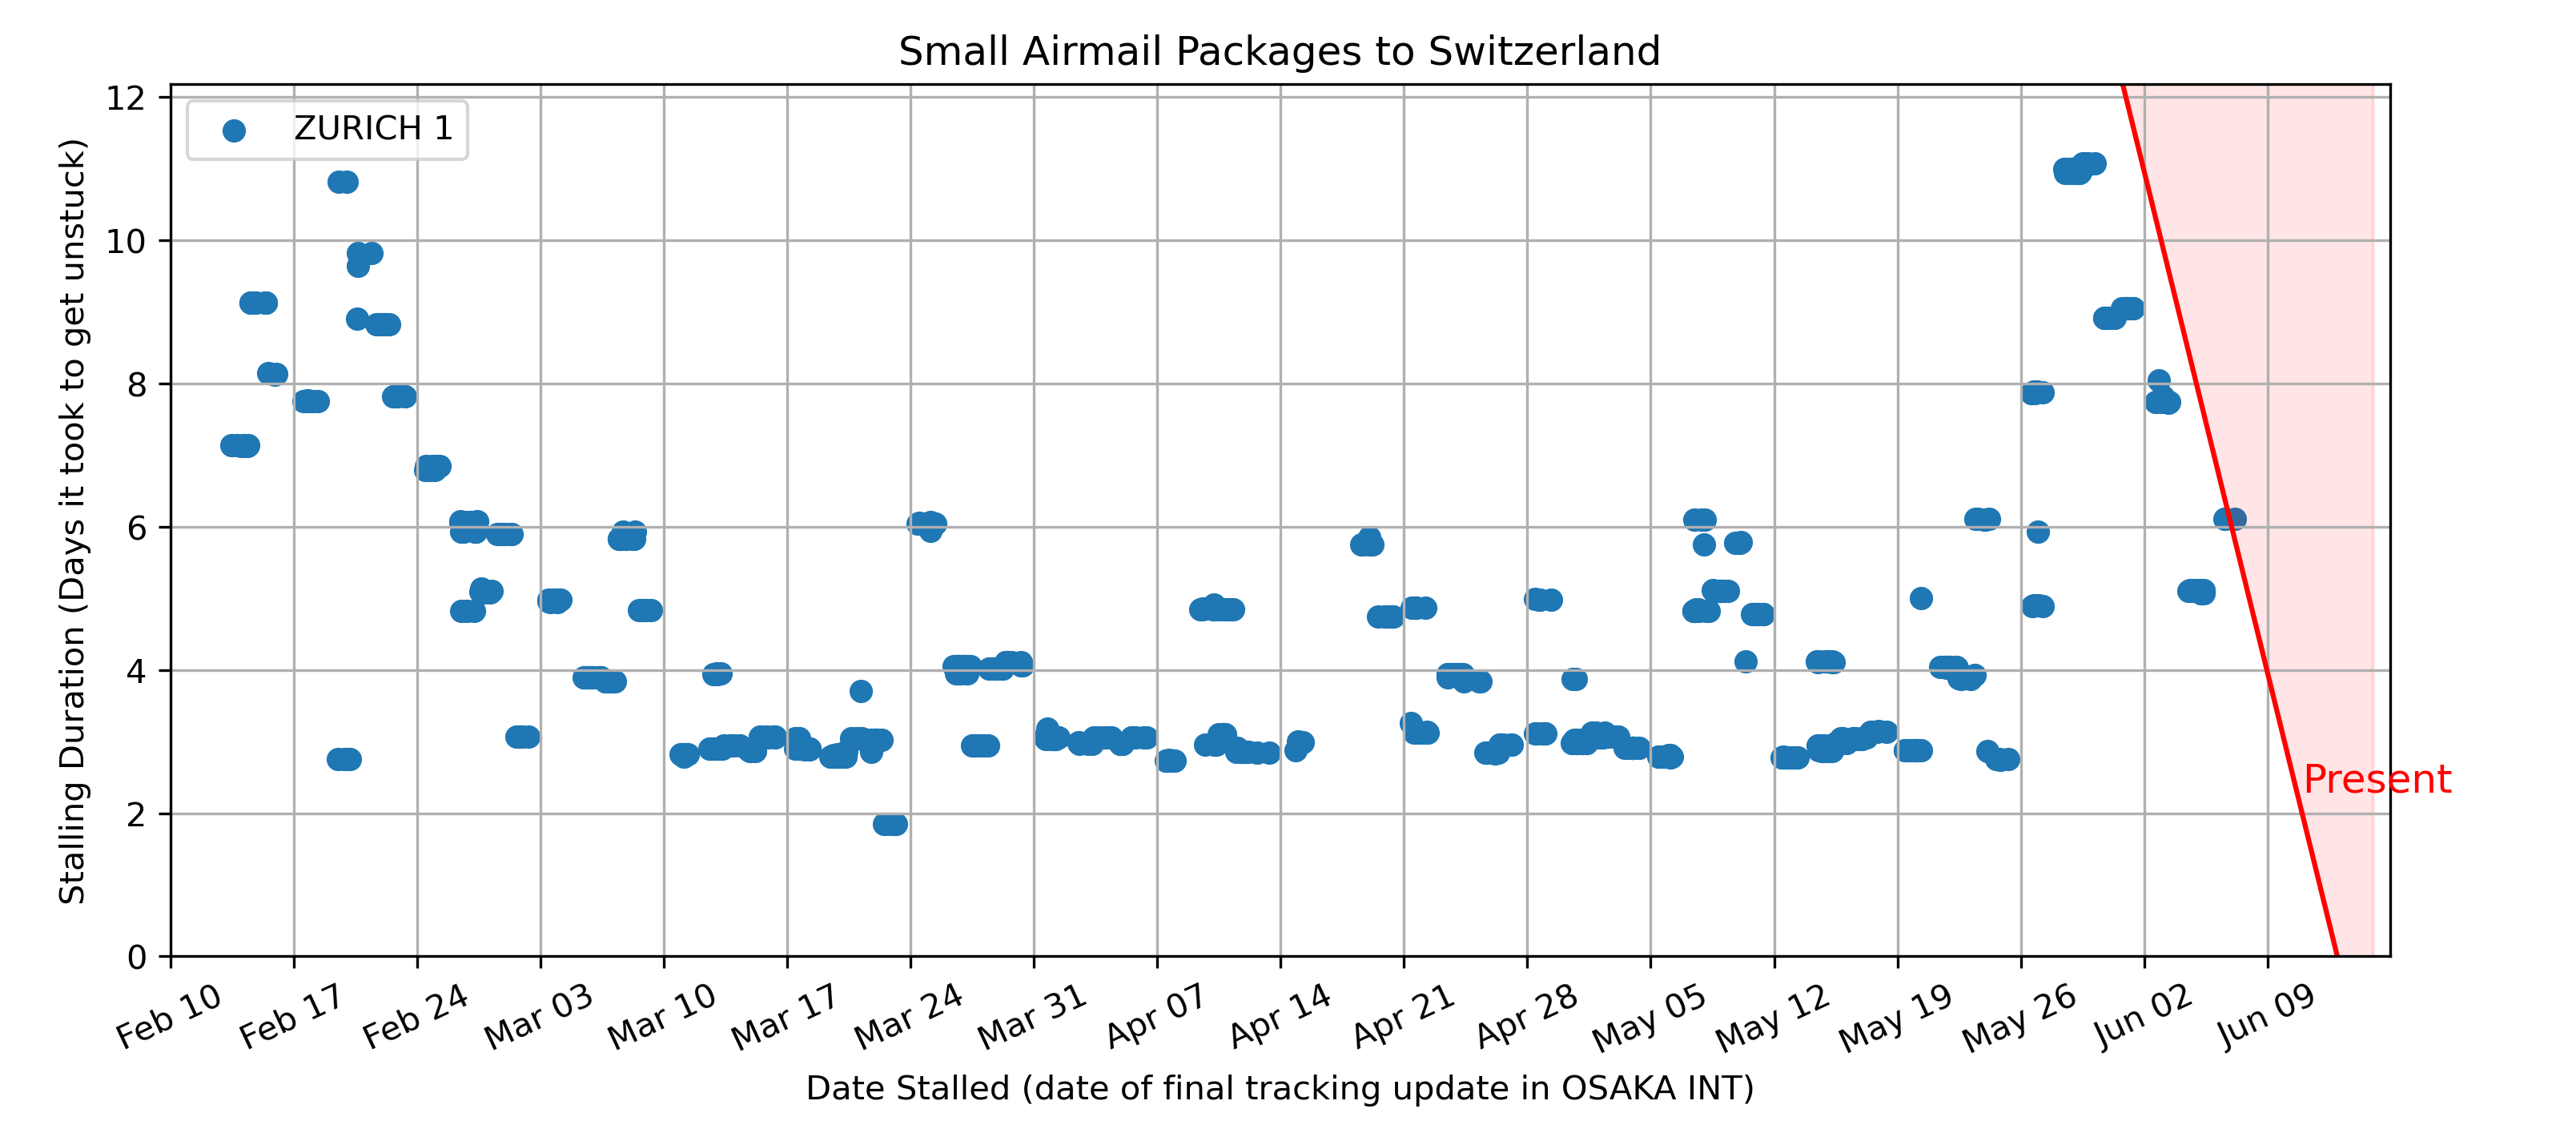 Small Airmail Packages to Switzerland
ZURICH 1
Stalling Duration (Days it took to get unstuck)
12
10
8
6
4
2
0
Present
Feb 10
Feb 17
Feb 24
Mar 03
Mar 10
Mar 17
Mar 24
Mar 31
Apr 07
Apr 14
Apr 21
Apr 28
May 05
May 12
May 19
May 26
Jun 02
Jun 09
Date Stalled (date of final tracking update in OSAKA INT)